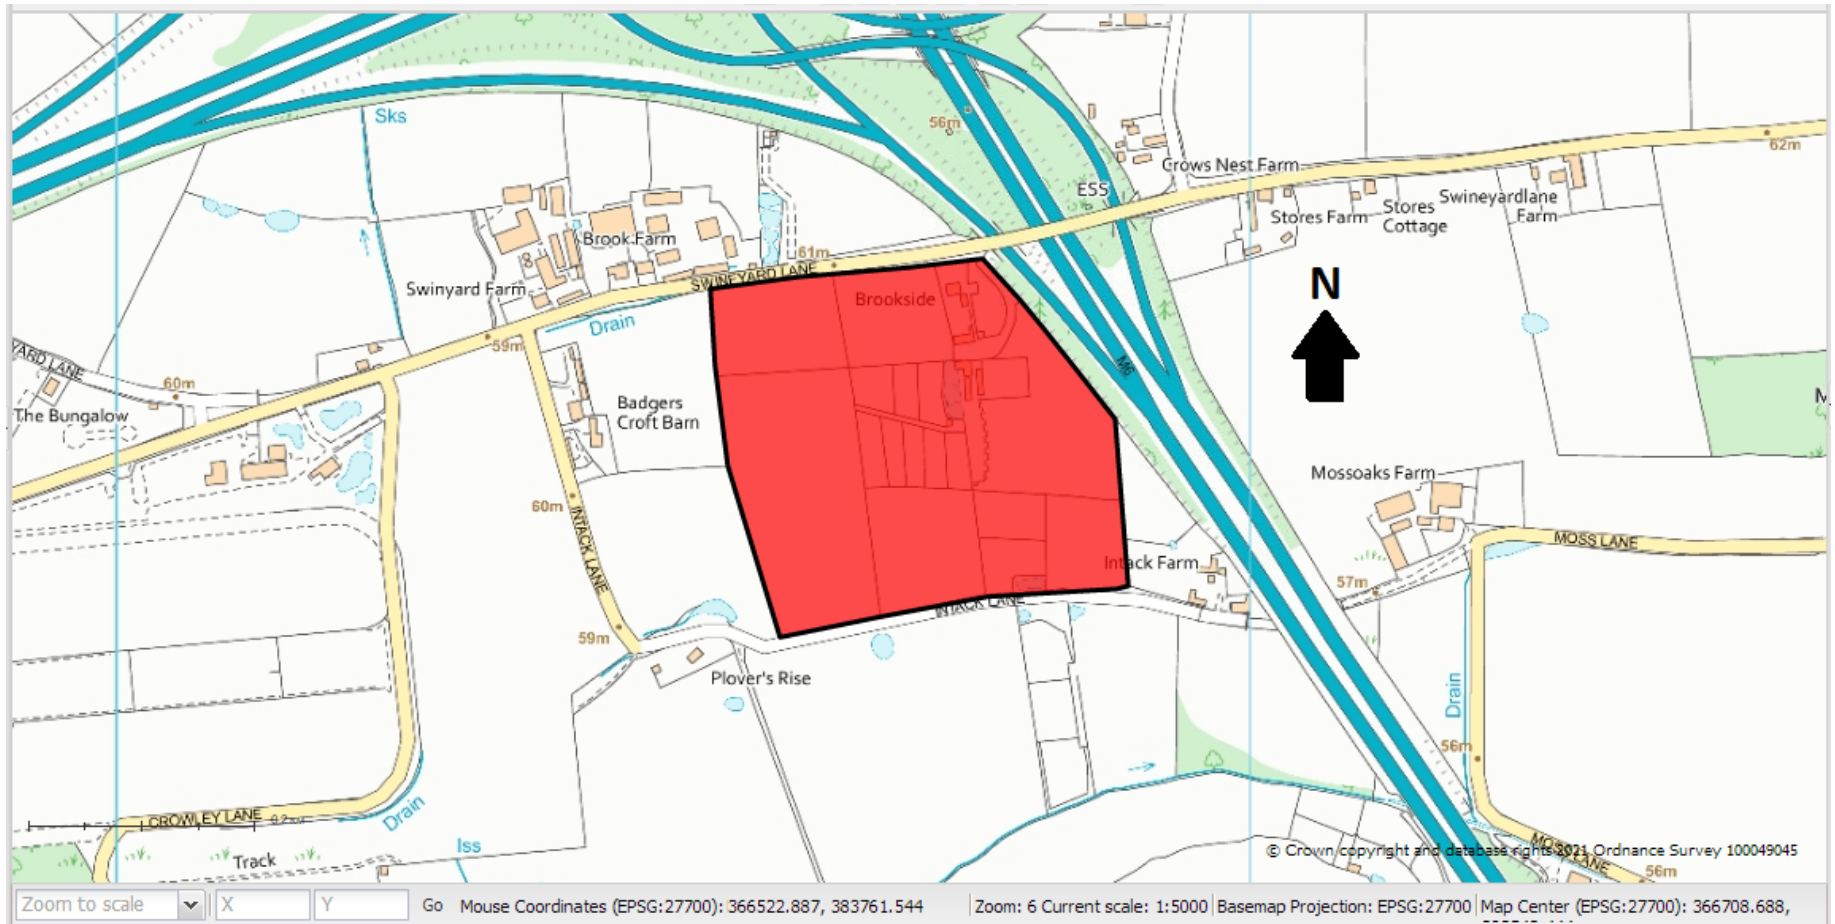 Sks
56m
62m
Crows Nest Farm
ESS
Swineyardlane
Farm
Stores
Cottage
Stores Farm
Brook Farm
61m
SWINEYARD LANE
N
Swinyard Farm
Brookside
Drain
59m
YARD LANE
M6
60m
The Bungalow
Badgers
Croft Barn
M
Mossoaks Farm
60m
INTACK LANE
MOSS LANE
Intack Farm
57m
INTACK LANE
59m
Plover's Rise
Drain
56m
CROWLEY LANE
Drain
Iss
Track
MOSS LANE
© Crown copyright and database rights 2021 Ordnance Survey 100049045
56m
Zoom to scale
X
Y
Go
Mouse Coordinates (EPSG:27700): 366522.887, 383761.544
Zoom: 6 Current scale: 1:5000
Basemap Projection: EPSG:27700
Map Center (EPSG:27700): 366708.688,